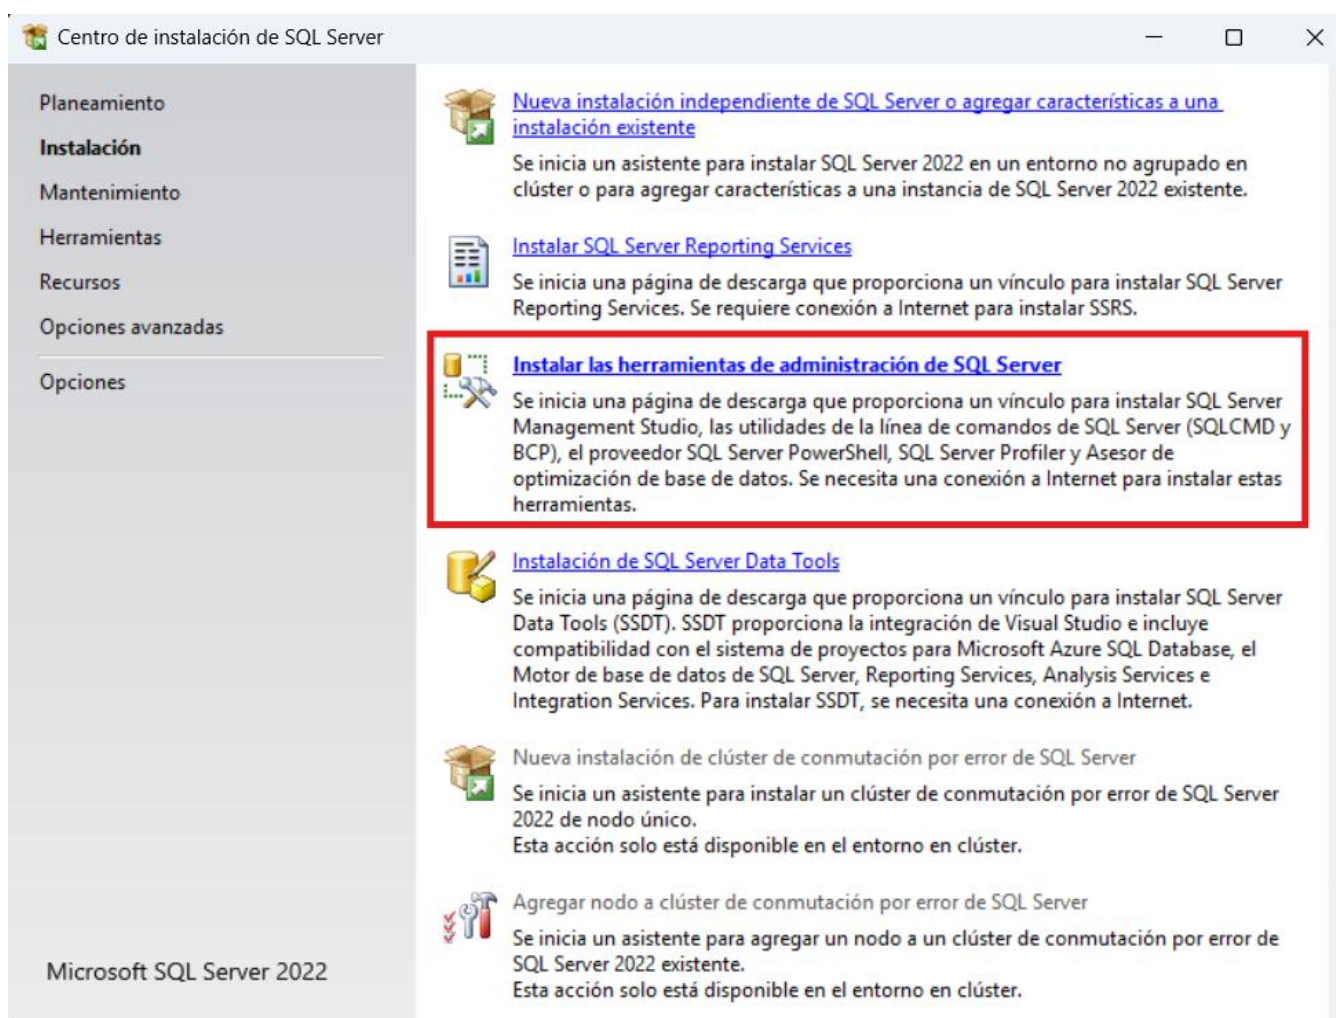 Centro de instalación de SQL Server
Planeamiento
Instalación
Mantenimiento
Herramientas
Recursos
Opciones avanzadas
Opciones
Microsoft SQL Server 2022
Nueva instalación independiente de SQL Server o agregar características a una
instalación existente
Se inicia un asistente para instalar SQL Server 2022 en un entorno no agrupado en
clúster o para agregar características a una instancia de SQL Server 2022 existente.
Instalar SQL Server Reporting Services
Se inicia una página de descarga que proporciona un vínculo para instalar SQL Server
Reporting Services. Se requiere conexión a Internet para instalar SSRS.
Instalar las herramientas de administración de SQL Server
Se inicia una página de descarga que proporciona un vínculo para instalar SQL Server
Management Studio, las utilidades de la línea de comandos de SQL Server (SQLCMD y
BCP), el proveedor SQL Server PowerShell, SQL Server Profiler y Asesor de
optimización de base de datos. Se necesita una conexión a Internet para instalar estas
herramientas.
Instalación de SQL Server Data Tools
Se inicia una página de descarga que proporciona un vínculo para instalar SQL Server
Data Tools (SSDT). SSDT proporciona la integración de Visual Studio e incluye
compatibilidad con el sistema de proyectos para Microsoft Azure SQL Database, el
Motor de base de datos de SQL Server, Reporting Services, Analysis Services e
Integration Services. Para instalar SSDT, se necesita una conexión a Internet.
Nueva instalación de clúster de conmutación por error de SQL Server
Se inicia un asistente para instalar un clúster de conmutación por error de SQL Server
2022 de nodo único.
Esta acción solo está disponible en el entorno en clúster.
Agregar nodo a clúster de conmutación por error de SQL Server
Se inicia un asistente para agregar un nodo a un clúster de conmutación por error de
SQL Server 2022 existente.
Esta acción solo está disponible en el entorno en clúster.